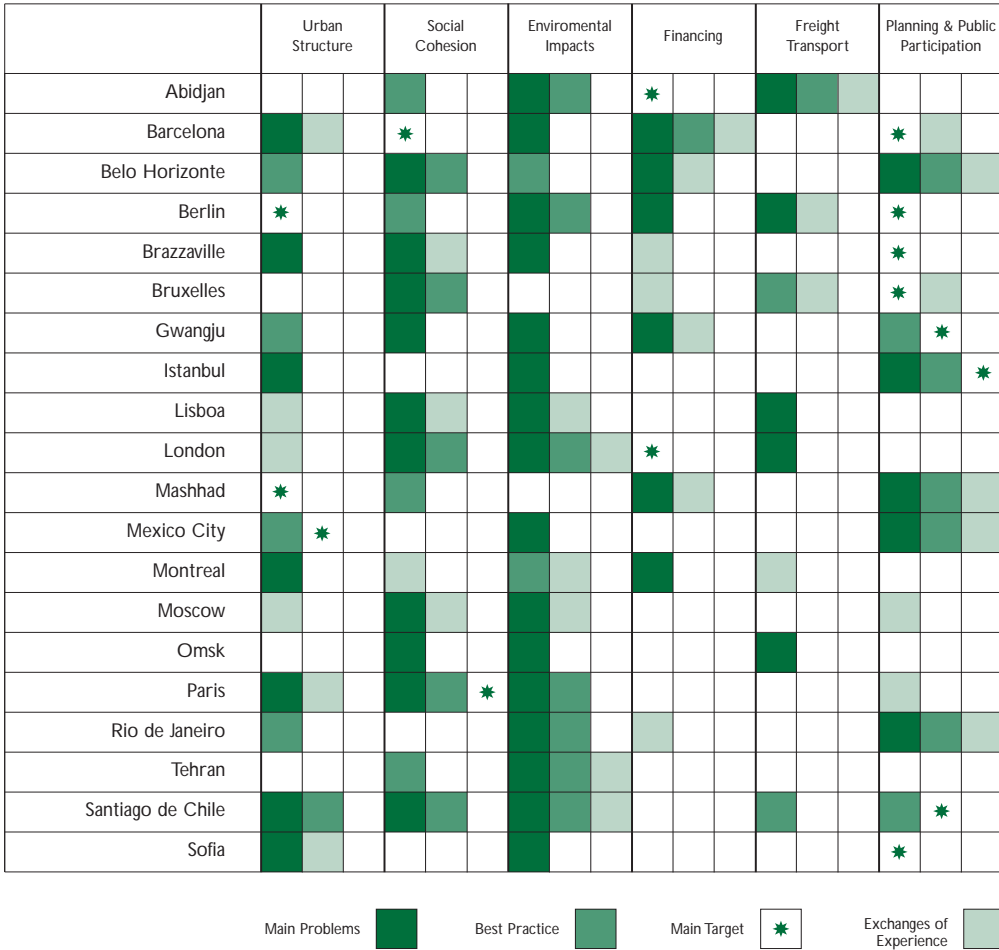 Urban
Structure
Social
Cohesion
Enviromental
Impacts
Financing
Freight
Transport
Planning & Public
Participation
Abidjan
Barcelona
Belo Horizonte
Berlin
Brazzaville
Bruxelles
Gwangju
Istanbul
Lisboa
London
Mashhad
Mexico City
Montreal
Moscow
Omsk
Paris
Rio de Janeiro
Tehran
Santiago de Chile
Sofia
Main Problems
Best Practice
Main Target
Exchanges of
Experience